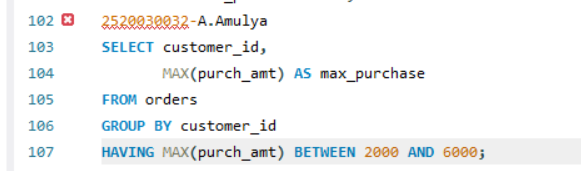 102 2520030032-A.Amulya
103 SELECT customer_id,
104 MAX(purch_amt) AS max_purchase
105 FROM orders
106 GROUP BY customer_id
107 HAVING MAX(purch_amt) BETWEEN 2000 AND 6000;